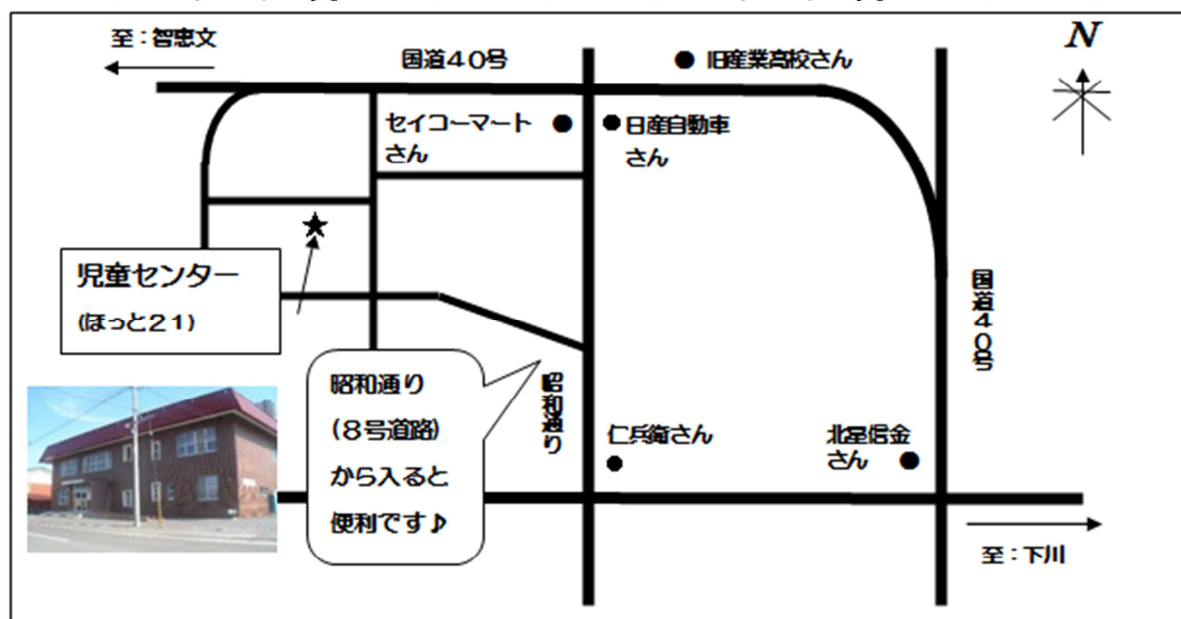 至：智恵文
国道４０号
旧産業高校さん
N
セイコーマート
さん
日産自動車
さん
児童センター
(ほっと２１)
国道４０号
昭和通り
(８号道路)
から入ると
便利です♪
昭和通り
仁兵衛さん
北星信金
さん
至：下川